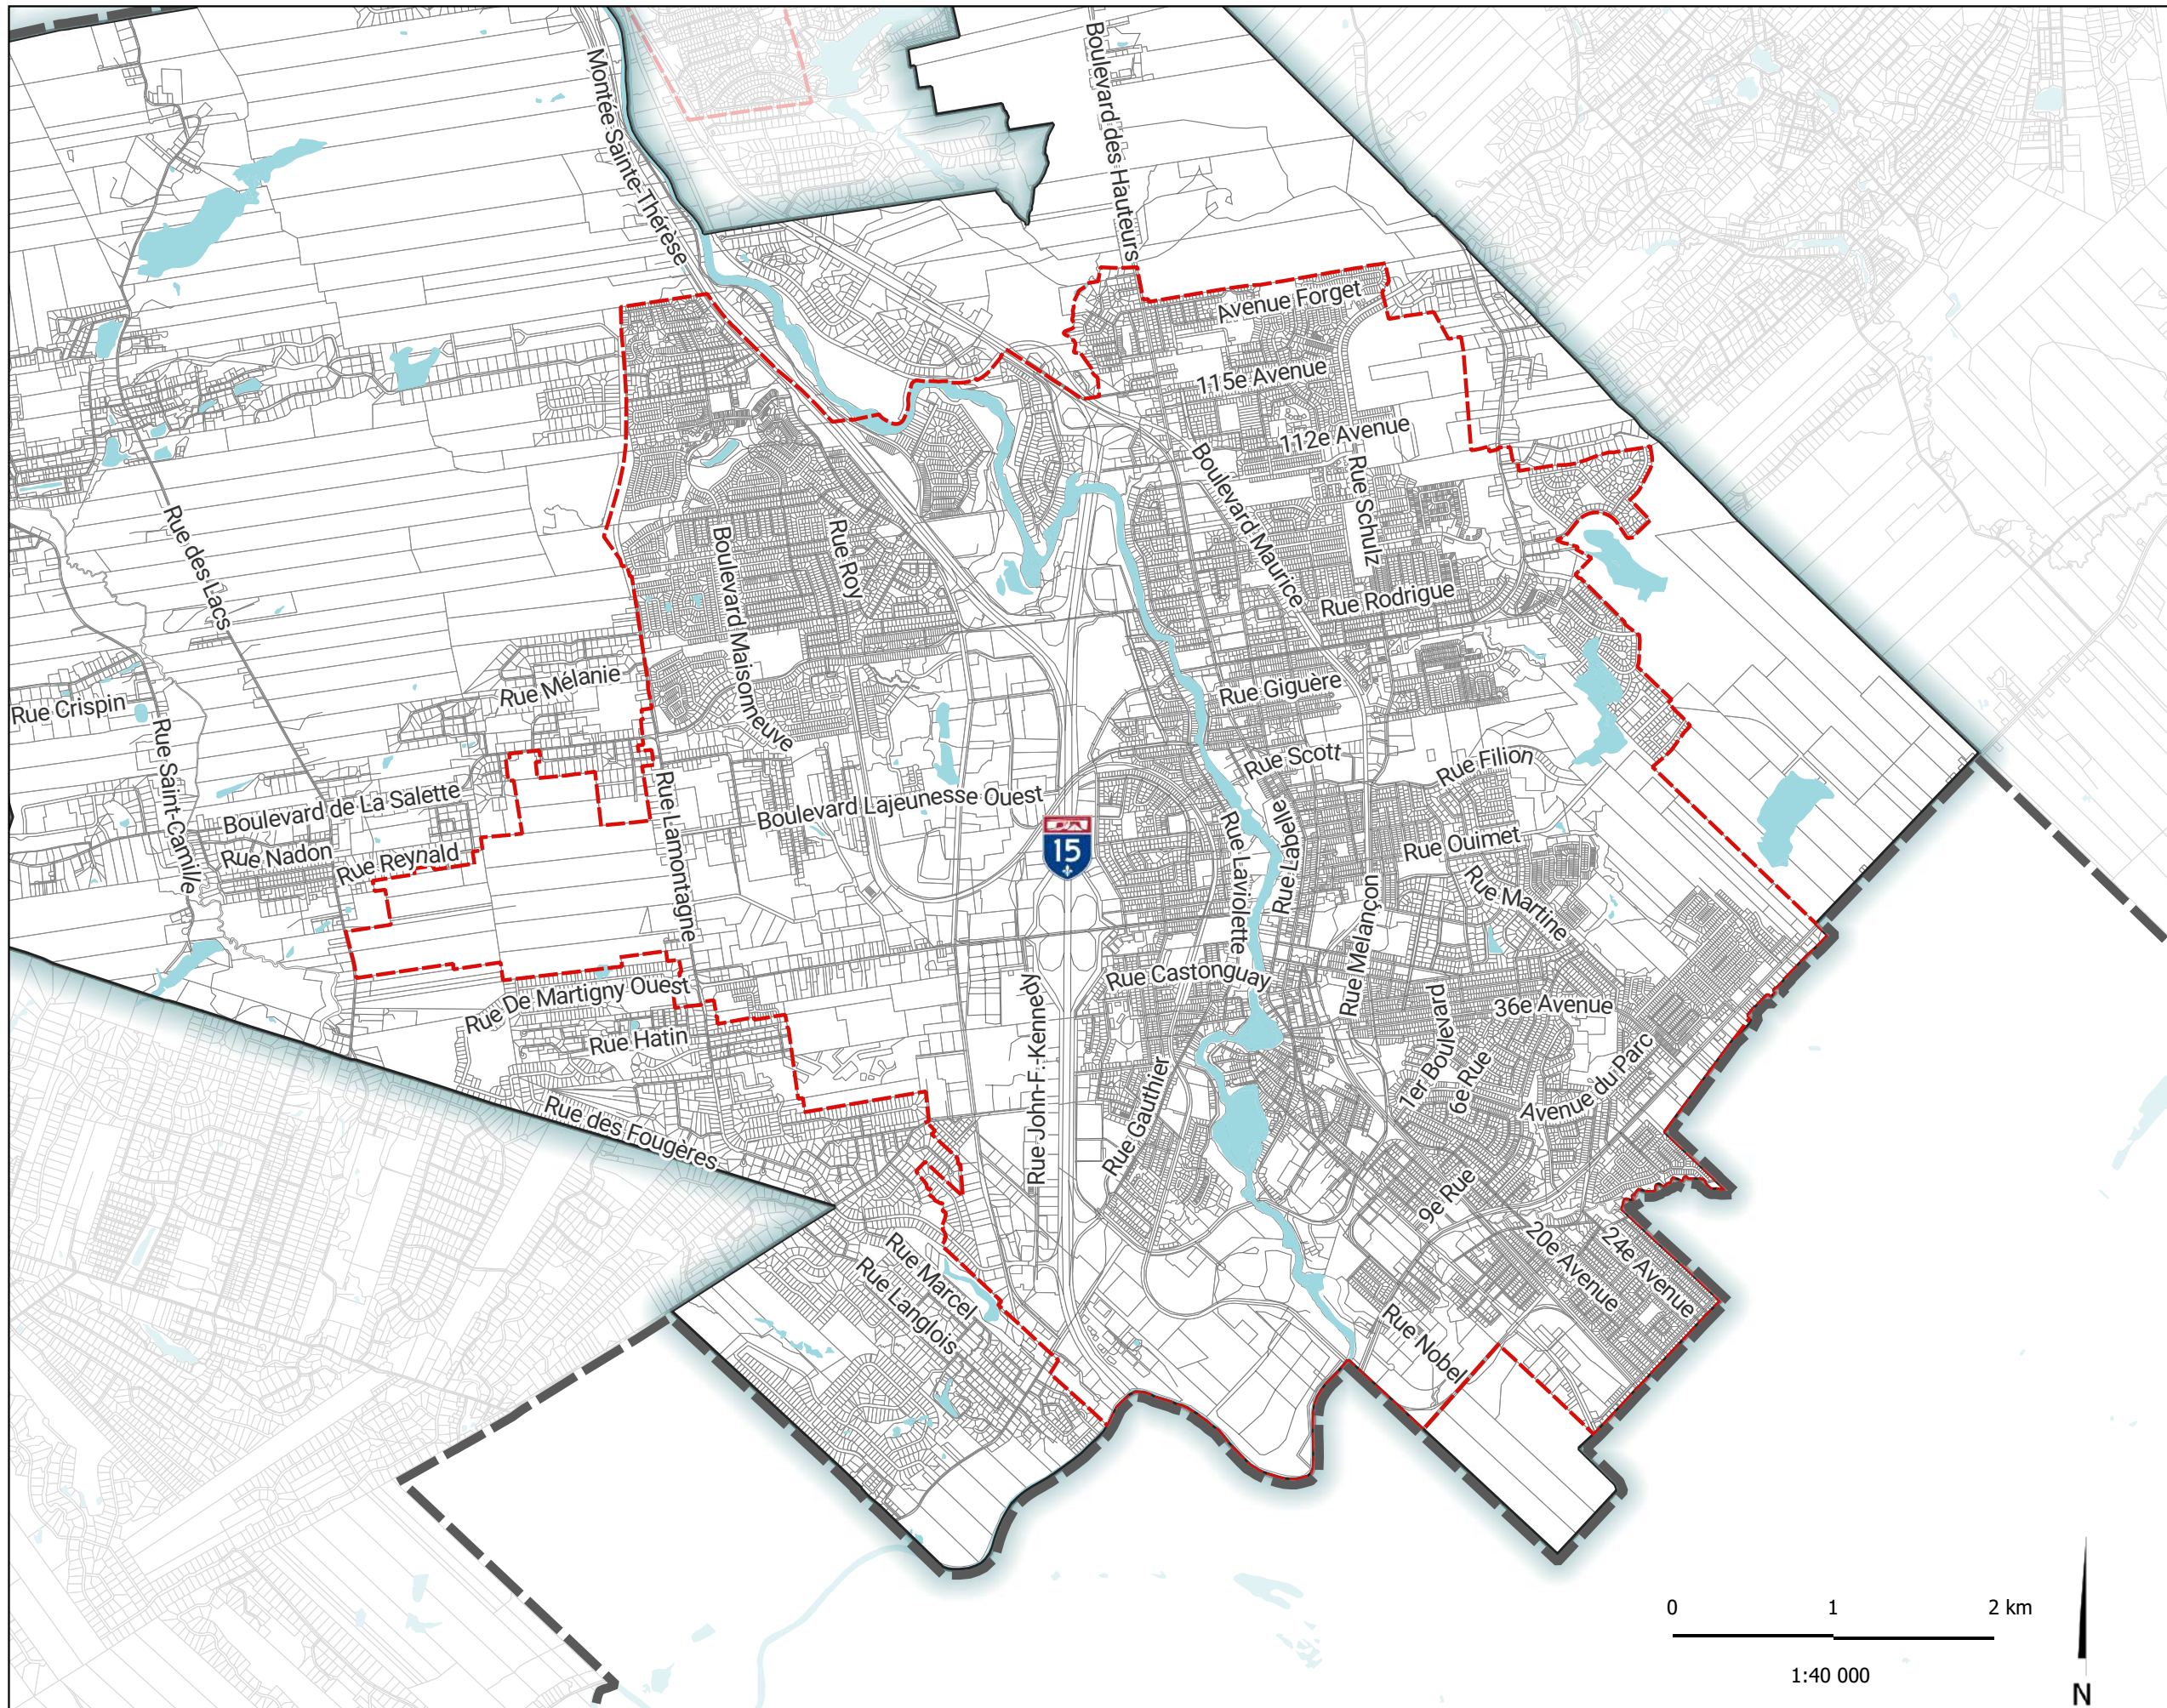 Montée Sainte-Thérèse
Boulevard des Hauteurs
Avenue Forget
115e Avenue
112e Avenue
Boulevard Maurice
Rue Schulz
Rue des Lacs
Boulevard Maisonneuve
Rue Roy
Rue Rodrigue
Rue Mélanie
Rue Giguère
Rue Crispin
Rue Saint-Camille
Rue Scott
Rue Filion
Boulevard de La Salette
Rue Lamontagne
Boulevard Lajeunesse Ouest
15
Rue Laviolette
Rue Labelle
Rue Ouimet
Rue Nadon
Rue Reynald
Rue Martine
Rue Melançon
Rue Castonguay
Rue De Martigny Ouest
Rue Hatin
Rue John-F.-Kennedy
36e Avenue
1er Boulevard
6e Rue
Avenue du Parc
Rue Gauthier
Rue des Fougères
9e Rue
20e Avenue
24e Avenue
Rue Marcel
Rue Langlois
Rue Nobel
0 1 2 km
1:40 000
N